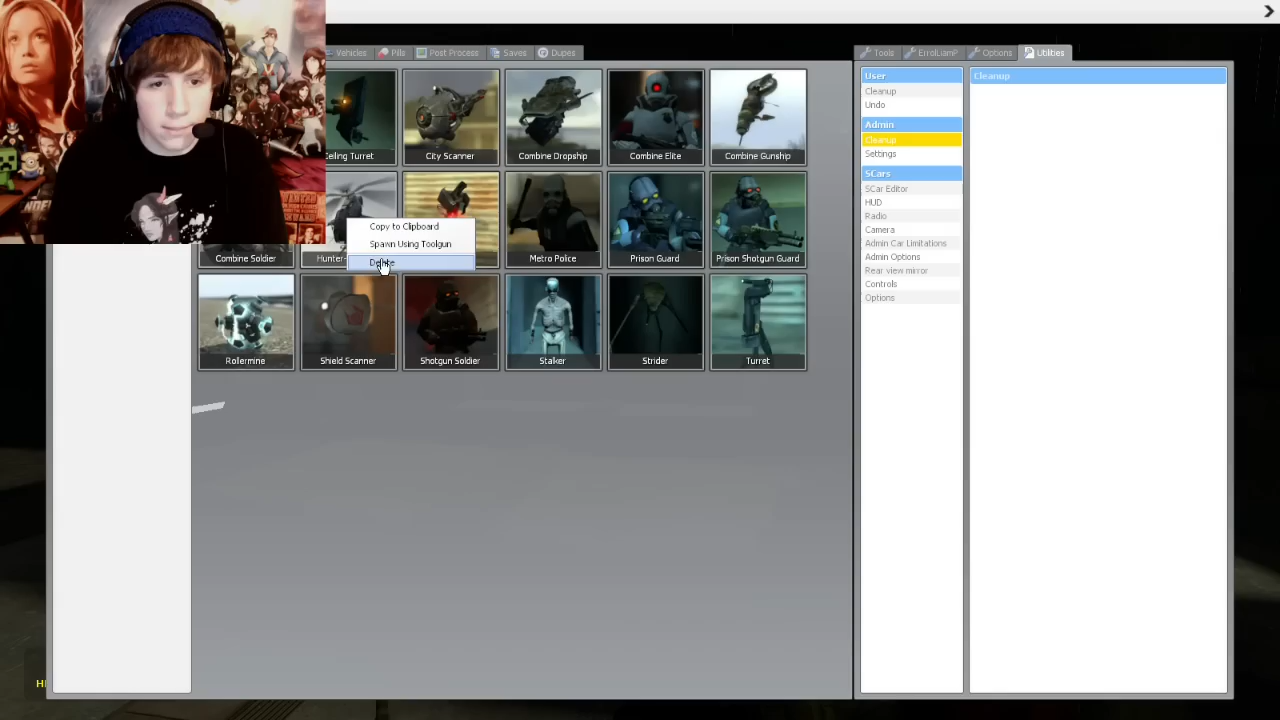 Vehicles
Pills
Post Process
Saves
Dupes
Tools
ErrolLiamP
Options
Utilities
Ceiling Turret
City Scanner
Combine Dropship
Combine Elite
Combine Gunship
Combine Soldier
Hunter-
Metro Police
Prison Guard
Prison Shotgun Guard
Copy to Clipboard
Spawn Using Toolgun
Delete
Rollermine
Shield Scanner
Shotgun Soldier
Stalker
Strider
Turret
User
Cleanup
Undo
Admin
Cleanup
Settings
SCars
SCar Editor
HUD
Radio
Camera
Admin Car Limitations
Admin Options
Rear view mirror
Controls
Options
Cleanup